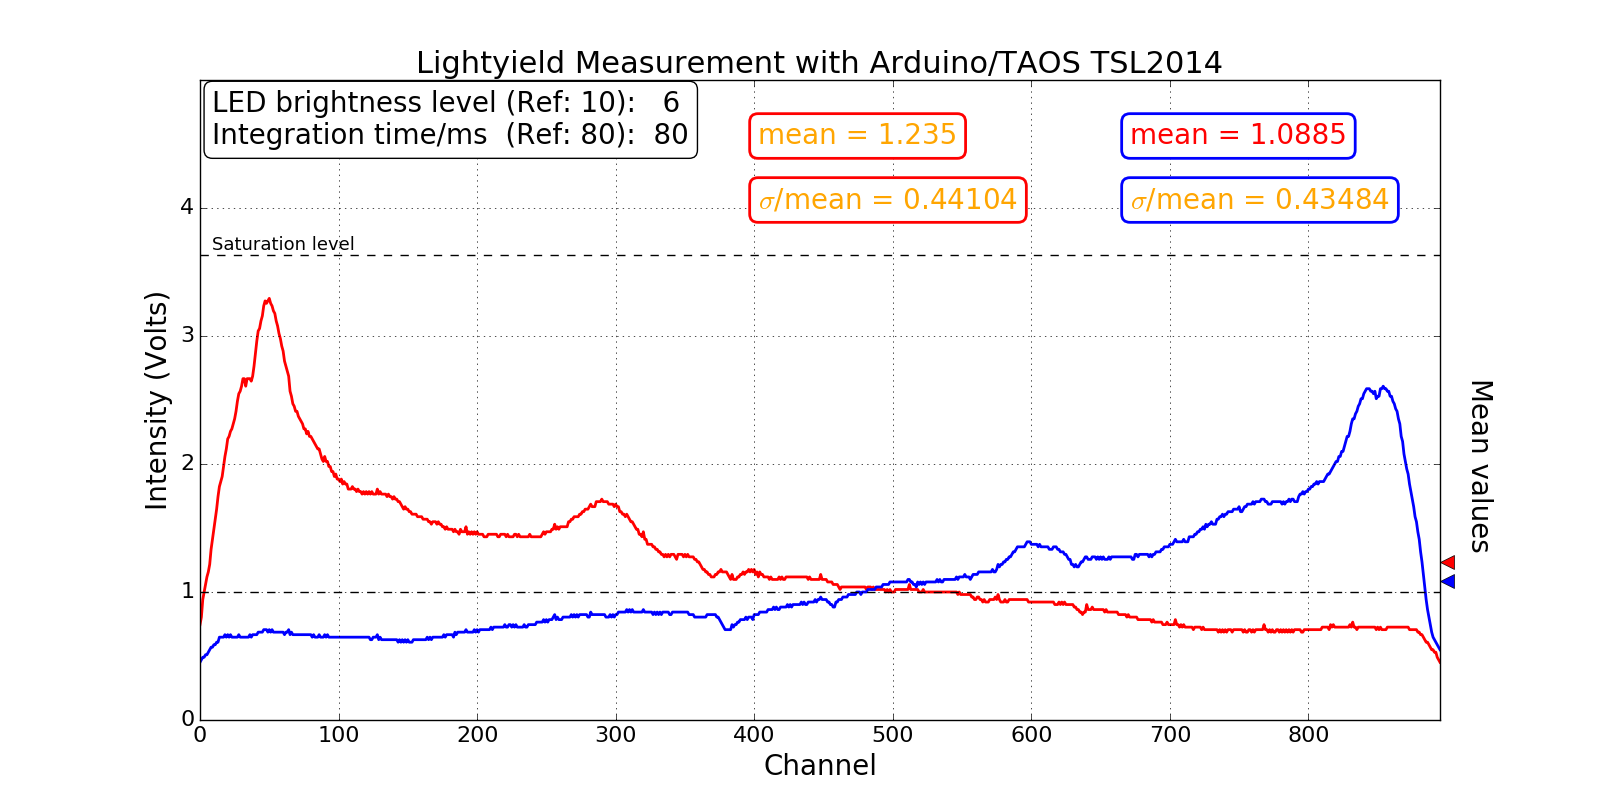 Lightyield Measurement with Arduino/TAOS TSL2014
LED brightness level (Ref: 10): 6
Integration time/ms (Ref: 80): 80
mean = 1.235
mean = 1.0885
σ/mean = 0.44104
σ/mean = 0.43484
Saturation level
Intensity (Volts)
4
3
2
1
0
Mean values
0 100 200 300 400 500 600 700 800
Channel